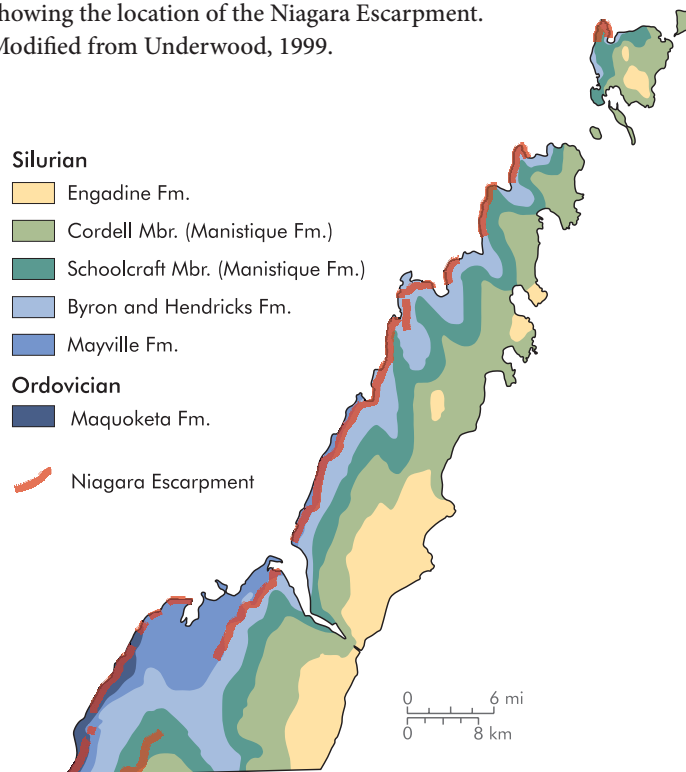 showing the location of the Niagara Escarpment.
Modified from Underwood, 1999.
Silurian
Engadine Fm.
Cordell Mbr. (Manistique Fm.)
Schoolcraft Mbr. (Manistique Fm.)
Byron and Hendricks Fm.
Mayville Fm.
Ordovician
Maquoketa Fm.
Niagara Escarpment
0 6 mi
0 8 km